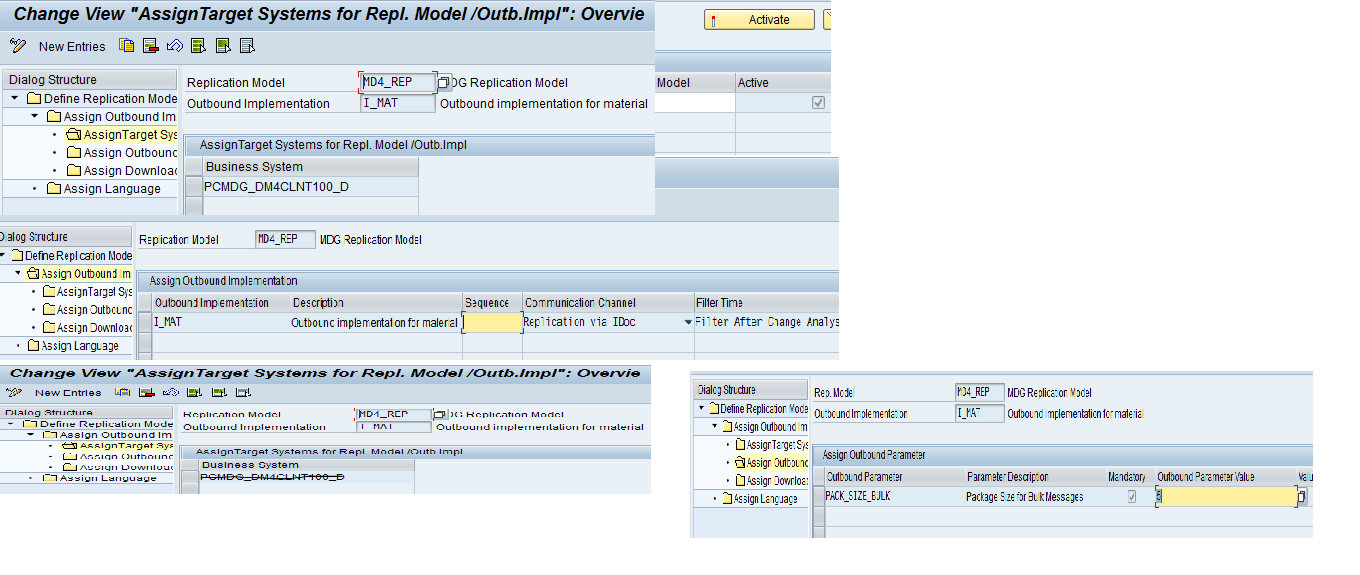 Change View "AssignTarget Systems for Repl. Model /Outb.Impl": Overvie
Activate
New Entries
Dialog Structure
Define Replication Mode
Assign Outbound Im
AssignTarget Sys
Assign Outbound
Assign Downloac
Assign Language
Replication Model MD4_REP DG Replication Model
Outbound Implementation I_MAT Outbound implementation for material
AssignTarget Systems for Repl. Model /Outb.Impl
Business System
PCMDG_DM4CLNT100_D
Model Active
Dialog Structure
Define Replication Mode
Assign Outbound Im
AssignTarget Sys
Assign Outbound
Assign Downloac
Assign Language
Replication Model MD4_REP MDG Replication Model
Assign Outbound Implementation
Outbound Implementation Description Sequence Communication Channel Filter Time
I_MAT Outbound implementation for material Replication via IDoc Filter After Change Analys
Change View "AssignTarget Systems for Repl. Model /Outb.Impl": Overvie
New Entries
Dialog Structure
Define Replication Mode
Assign Outbound Im
AssignTarget Sys
Assign Outbound
Assign Downloac
Assign Language
Replication Model MD4_REP DG Replication Model
Outbound Implementation I_MAT Outbound implementation for material
AssignTarget Systems for Repl. Model /Outb.Impl
Business System
PCMDG_DM4CLNT100_D
Dialog Structure
Define Replication Mode
Assign Outbound Im
AssignTarget Sys
Assign Outbound
Assign Downloac
Assign Language
Rep. Model MD4_REP MDG Replication Model
Outbound Implementation I_MAT Outbound implementation for material
Assign Outbound Parameter
Outbound Parameter Parameter Description Mandatory Outbound Parameter Value Valu
PACK_SIZE_BULK Package Size for Bulk Messages